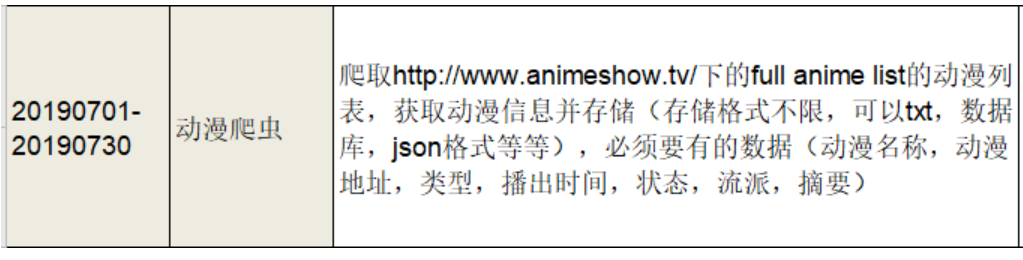 20190701-
20190730
动漫爬虫
爬取http://www.animeshow.tv/下的full anime list的动漫列
表，获取动漫信息并存储（存储格式不限，可以txt，数据
库，json格式等等），必须要有的数据（动漫名称，动漫
地址，类型，播出时间，状态，流派，摘要）